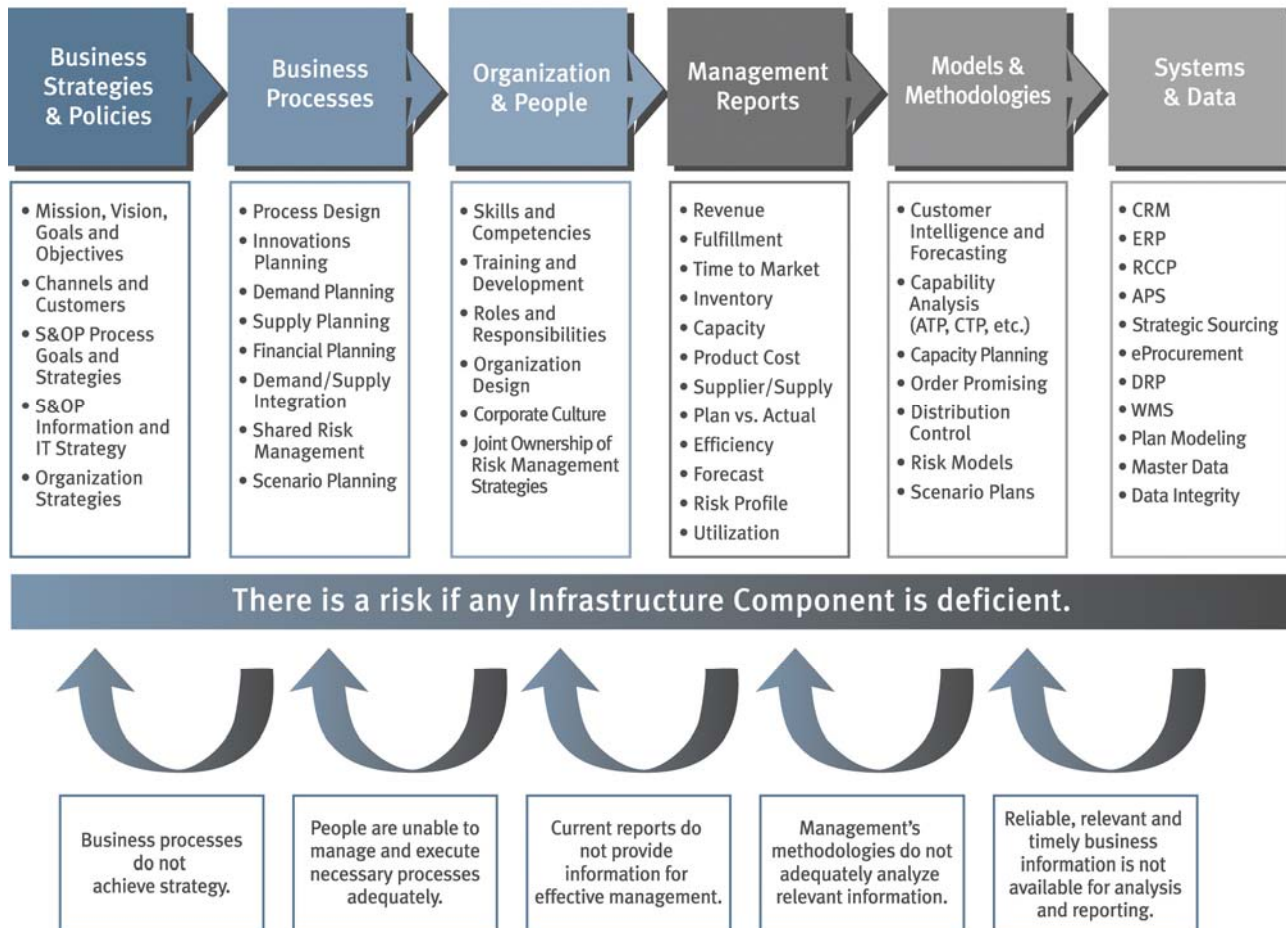 Business
Strategies
& Policies
Business
Processes
Organization
& People
Management
Reports
Models &
Methodologies
Systems
& Data
• Mission, Vision,
Goals and
Objectives
• Channels and
Customers
• S&OP Process
Goals and
Strategies
• S&OP
Information and
IT Strategy
• Organization
Strategies
• Process Design
• Innovations
Planning
• Demand Planning
• Supply Planning
• Financial Planning
• Demand/Supply
Integration
• Shared Risk
Management
• Scenario Planning
• Skills and
Competencies
• Training and
Development
• Roles and
Responsibilities
• Organization
Design
• Corporate Culture
• Joint Ownership of
Risk Management
Strategies
• Revenue
• Fulfillment
• Time to Market
• Inventory
• Capacity
• Product Cost
• Supplier/Supply
• Plan vs. Actual
• Efficiency
• Forecast
• Risk Profile
• Utilization
• Customer
Intelligence and
Forecasting
• Capability
Analysis
(ATP, CTP, etc.)
• Capacity Planning
• Order Promising
• Distribution
Control
• Risk Models
• Scenario Plans
• CRM
• ERP
• RCCP
• APS
• Strategic Sourcing
• eProcurement
• DRP
• WMS
• Plan Modeling
• Master Data
• Data Integrity
There is a risk if any Infrastructure Component is deficient.
Business processes
do not
achieve strategy.
People are unable to
manage and execute
necessary processes
adequately.
Current reports do
not provide
information for
effective management.
Management's
methodologies do not
adequately analyze
relevant information.
Reliable, relevant and
timely business
information is not
available for analysis
and reporting.